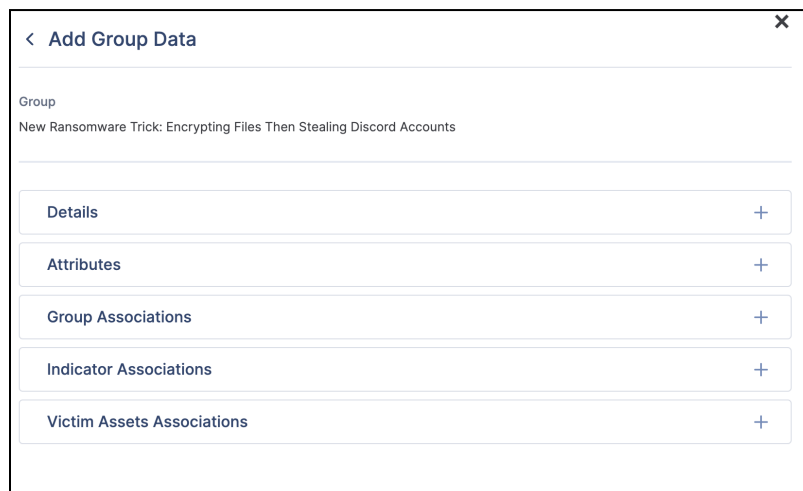 Add Group Data
Group
New Ransomware Trick: Encrypting Files Then Stealing Discord Accounts
Details
Attributes
Group Associations
Indicator Associations
Victim Assets Associations